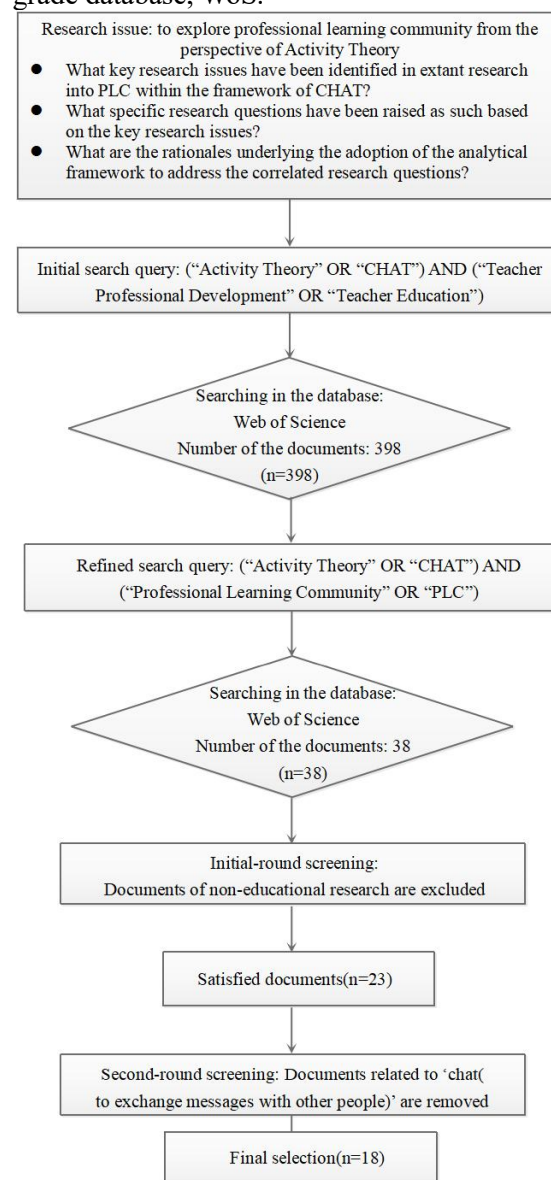 grade database, WoS.
Research issue: to explore professional learning community from the
perspective of Activity Theory
● What key research issues have been identified in extant research
into PLC within the framework of CHAT?
● What specific research questions have been raised as such based
on the key research issues?
● What are the rationales underlying the adoption of the analytical
framework to address the correlated research questions?
Initial search query: (“Activity Theory” OR “CHAT”) AND (“Teacher
Professional Development” OR “Teacher Education”)
Searching in the database:
Web of Science
Number of the documents: 398
(n=398)
Refined search query: (“Activity Theory” OR “CHAT”) AND
(“Professional Learning Community” OR “PLC”)
Searching in the database:
Web of Science
Number of the documents: 38
(n=38)
Initial-round screening:
Documents of non-educational research are excluded
Satisfied documents(n=23)
Second-round screening: Documents related to ‘chat(
to exchange messages with other people)’ are removed
Final selection(n=18)